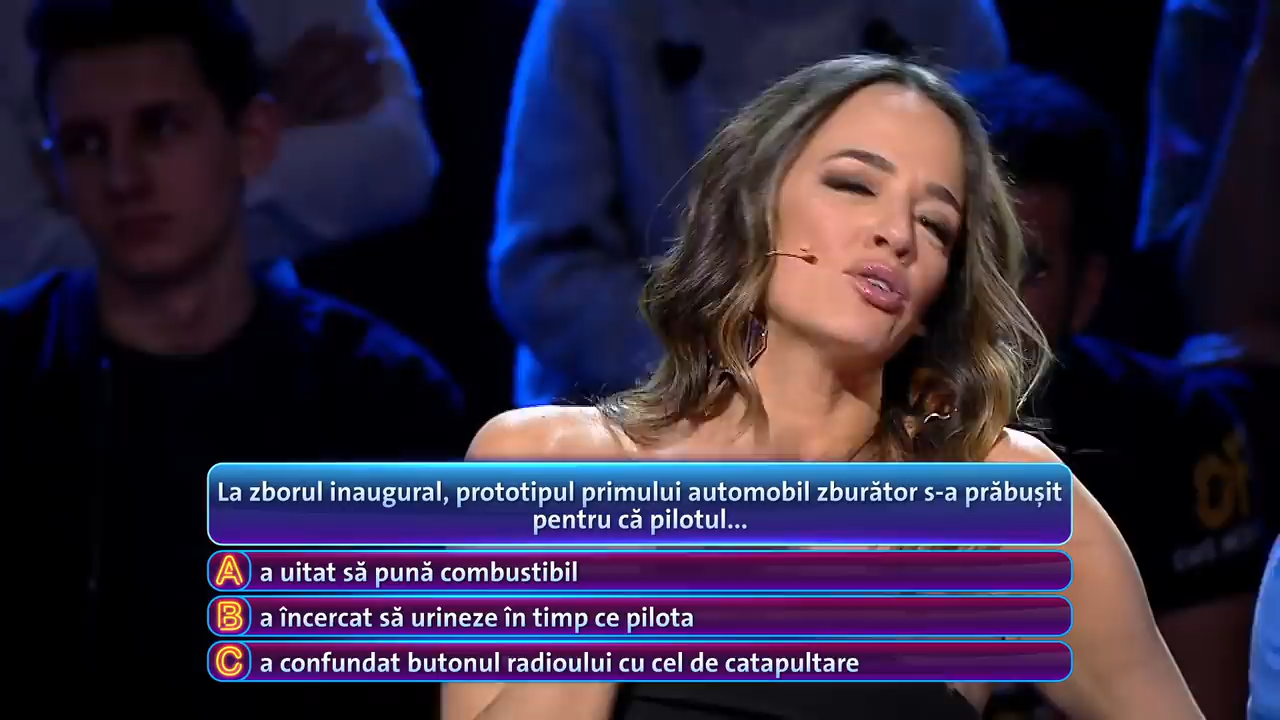 La zborul inaugural, prototipul primului automobil zburător s-a prăbușit
pentru că pilotul...
A a uitat să pună combustibil
B a încercat să urineze în timp ce pilota
C a confundat butonul radioului cu cel de catapultare